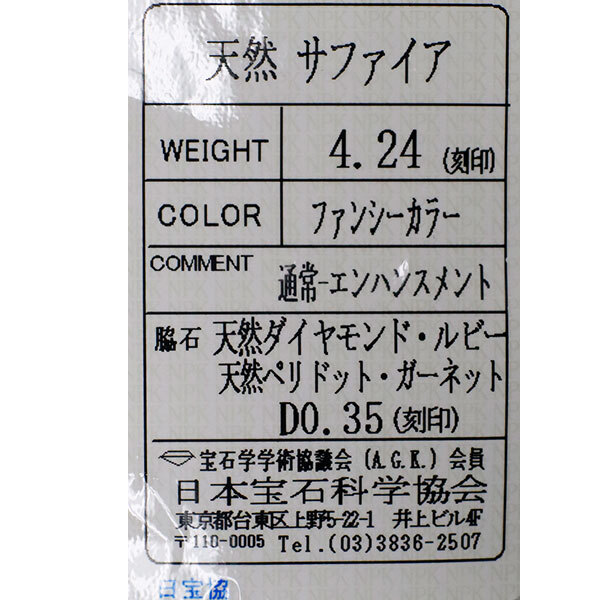 天然 サファイア
WEIGHT 4.24 (刻印)
COLOR ファンシーカラー
COMMENT
通常-エンハンスメント
脇石 天然ダイヤモンド・ルビー
天然ペリドット・ガーネット
D0.35 (刻印)
宝石学学術協議会 (A.G.K.) 会員
日本宝石科学協会
東京都台東区上野5-22-1 井上ビル4F
〒110-0005 Tel.(03)3836-2507
日宝協